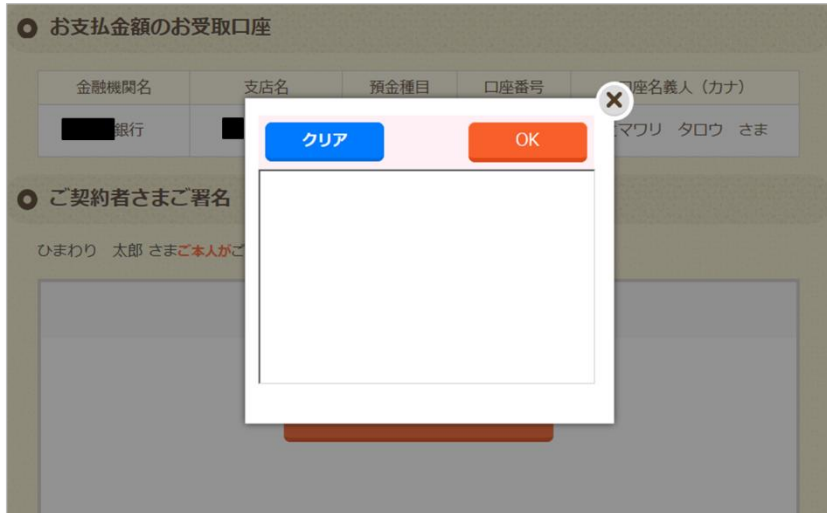 お支払金額のお受取口座
金融機関名 支店名 預金種目 口座番号 口座名義人（カナ）
銀行 マワリ タロウ さま
クリア OK
ご契約者さまご署名
ひまわり 太郎 さまご本人がご